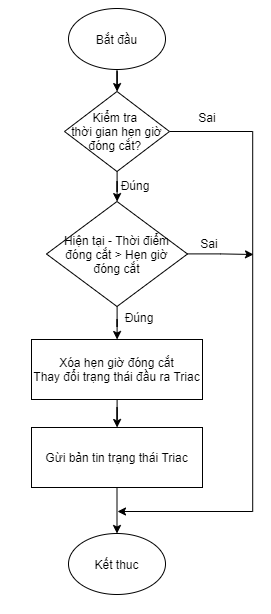 Bắt đầu
Kiểm tra
thời gian hẹn giờ
đóng cắt?
Sai
Đúng
Hiện tại - Thời điểm
đóng cắt > Hẹn giờ
đóng cắt
Sai
Đúng
Xóa hẹn giờ đóng cắt
Thay đổi trạng thái đầu ra Triac
Gửi bản tin trạng thái Triac
Kết thuc